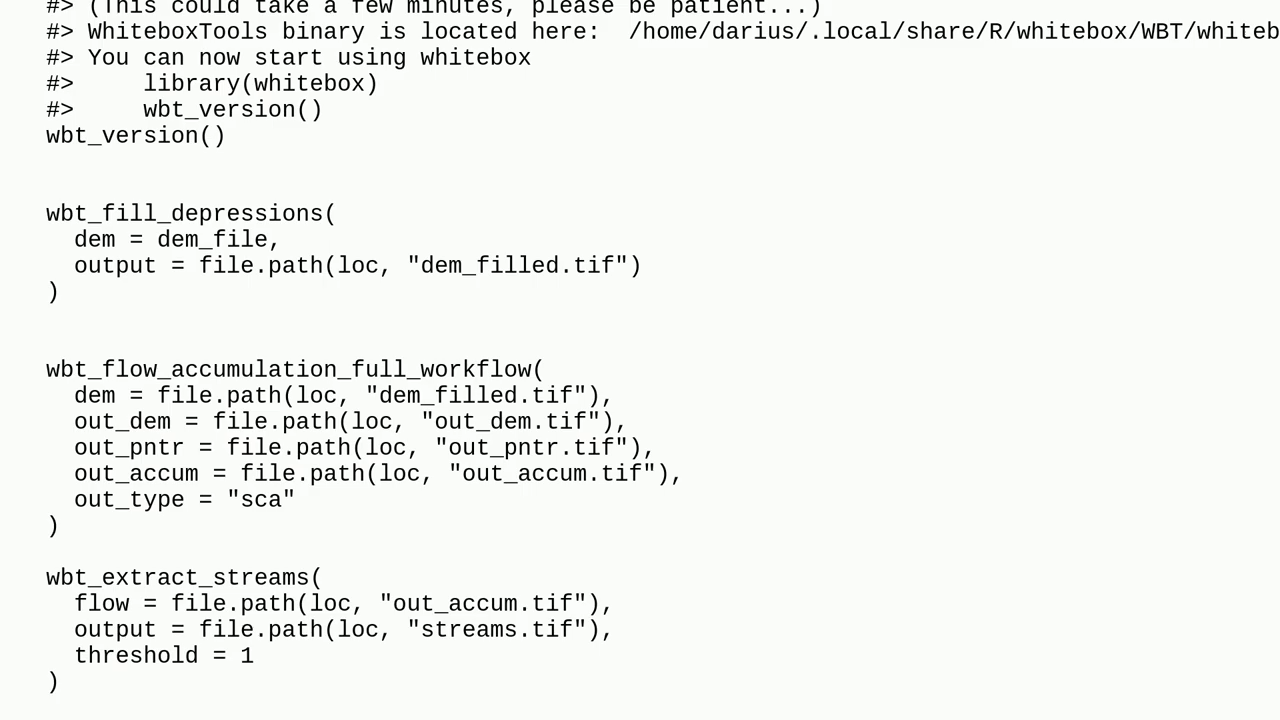 #> (This could take a few minutes, please be patient...)
#> WhiteboxTools binary is located here:  /home/darius/.local/share/R/whitebox/WBT/whiteb
#> You can now start using whitebox
#>     library(whitebox)
#>     wbt_version()
wbt_version()
wbt_fill_depressions(
  dem = dem_file,
  output = file.path(loc, "dem_filled.tif")
)
wbt_flow_accumulation_full_workflow(
  dem = file.path(loc, "dem_filled.tif"),
  out_dem = file.path(loc, "out_dem.tif"),
  out_pntr = file.path(loc, "out_pntr.tif"),
  out_accum = file.path(loc, "out_accum.tif"),
  out_type = "sca"
)
wbt_extract_streams(
  flow = file.path(loc, "out_accum.tif"),
  output = file.path(loc, "streams.tif"),
  threshold = 1
)